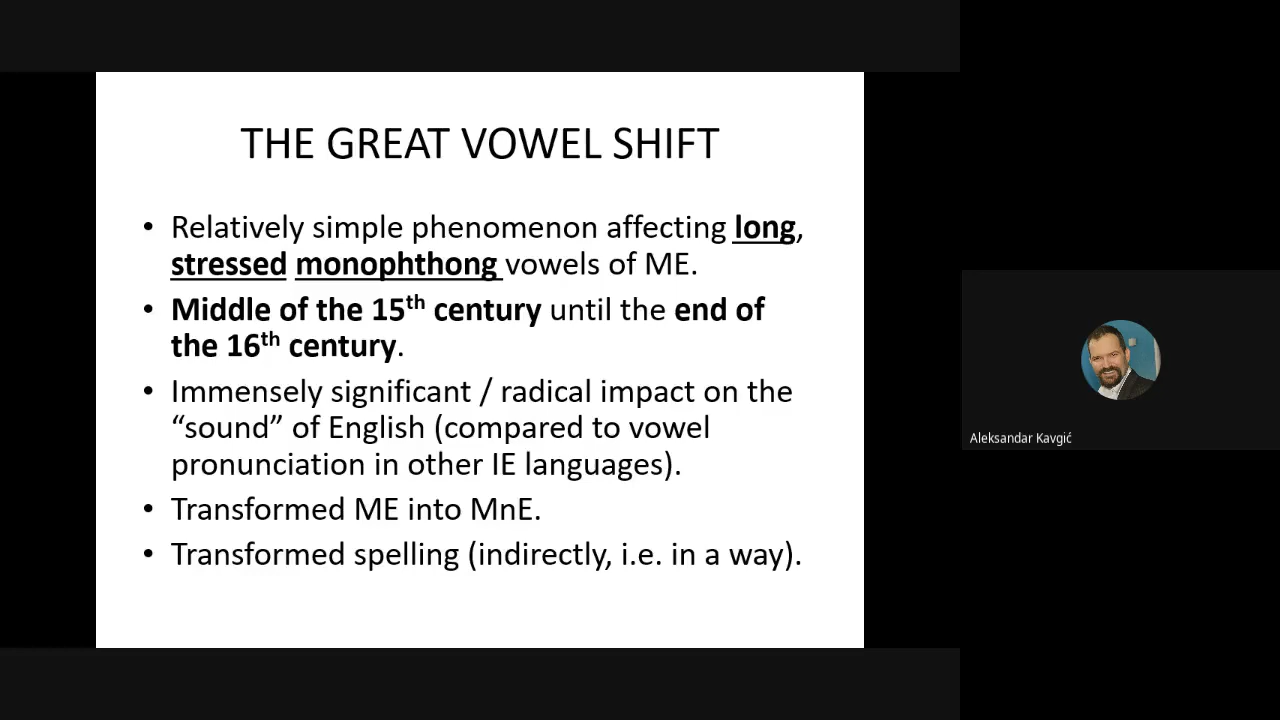 THE GREAT VOWEL SHIFT
• Relatively simple phenomenon affecting long,
stressed monophthong vowels of ME.
• Middle of the 15th century until the end of
the 16th century.
• Immensely significant / radical impact on the
“sound” of English (compared to vowel
pronunciation in other IE languages).
• Transformed ME into MnE.
• Transformed spelling (indirectly, i.e. in a way).
Aleksandar Kavgić